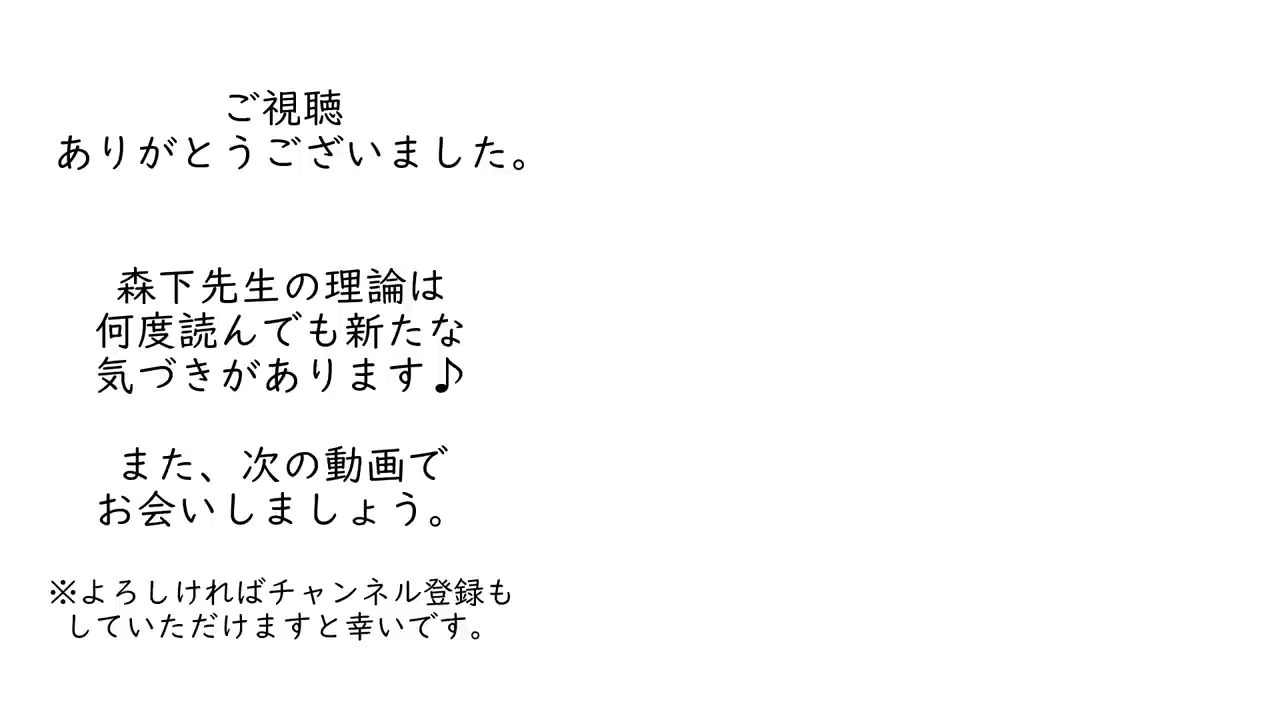 ご視聴
ありがとうございました。
森下先生の理論は
何度読んでも新たな
気づきがあります♪
また、次の動画で
お会いしましょう。
※よろしければチャンネル登録も
していただけますと幸いです。